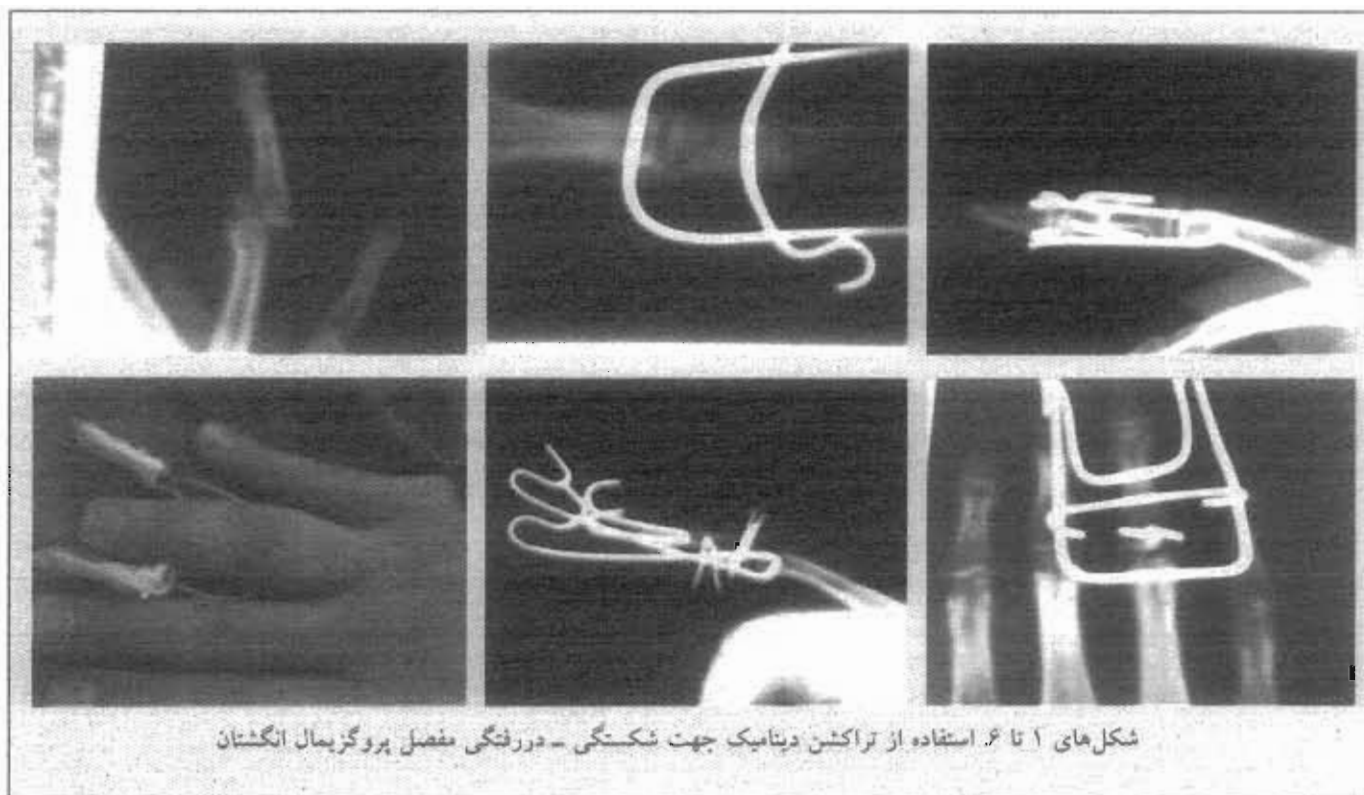 شکل‌های ۱ تا ۶. استفاده از تراکشن دینامیک جهت شکستگی ـ دررفتگی مفصل پروگزیمال انگشتان